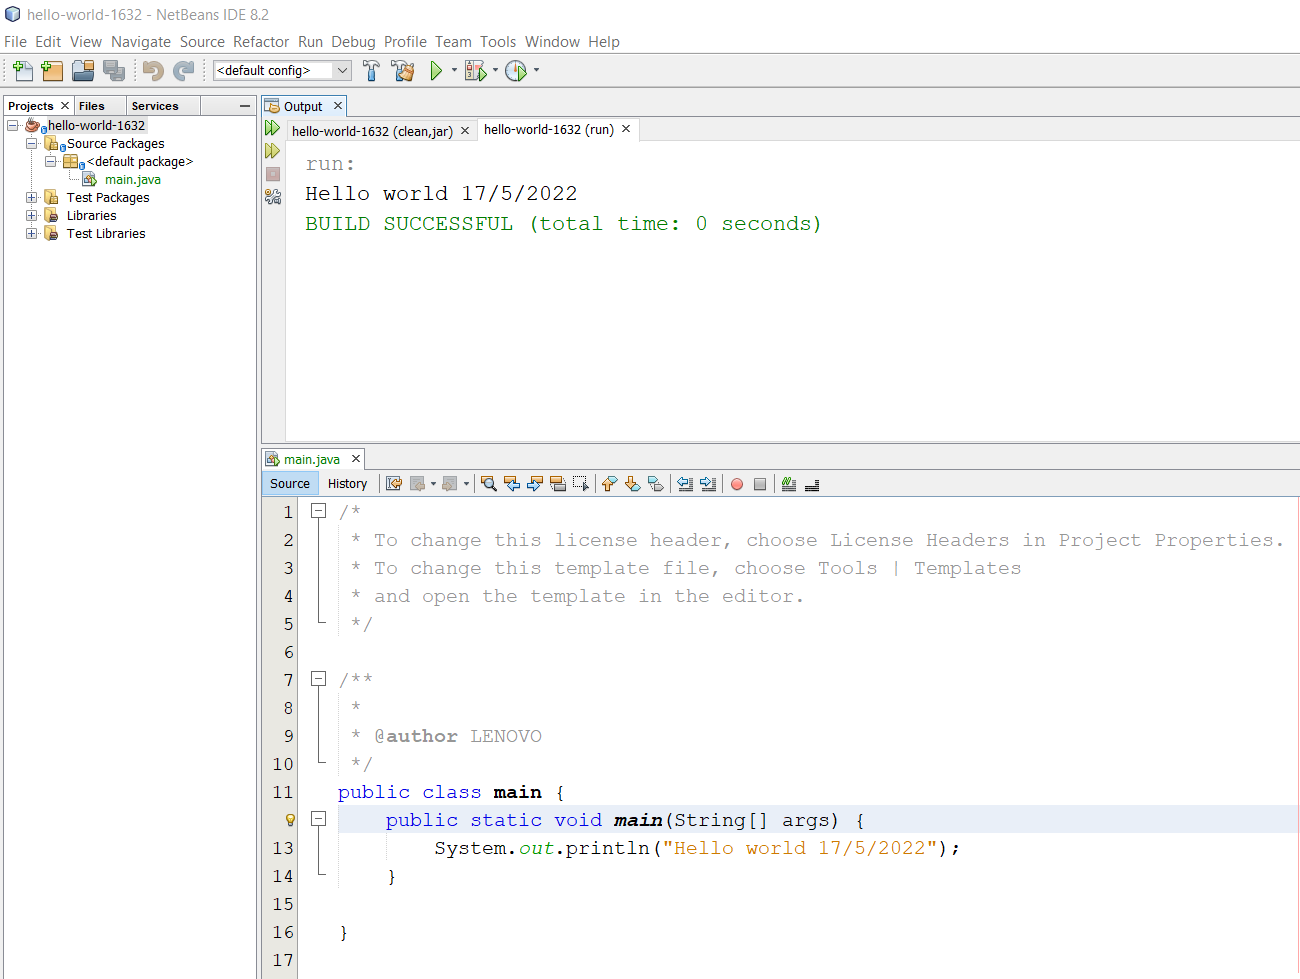 hello-world-1632 - NetBeans IDE 8.2
File Edit View Navigate Source Refactor Run Debug Profile Team Tools Window Help
<default config>
Projects Files Services
hello-world-1632
Source Packages
<default package>
main.java
Test Packages
Libraries
Test Libraries
Output
hello-world-1632 (clean,jar) hello-world-1632 (run)
run:
Hello world 17/5/2022
BUILD SUCCESSFUL (total time: 0 seconds)
main.java
Source History
1 /*
2 * To change this license header, choose License Headers in Project Properties.
3 * To change this template file, choose Tools | Templates
4 * and open the template in the editor.
5 */
6
7 /**
8 *
9 * @author LENOVO
10 */
11 public class main {
public static void main(String[] args) {
13 System.out.println("Hello world 17/5/2022");
14 }
15
16 }
17